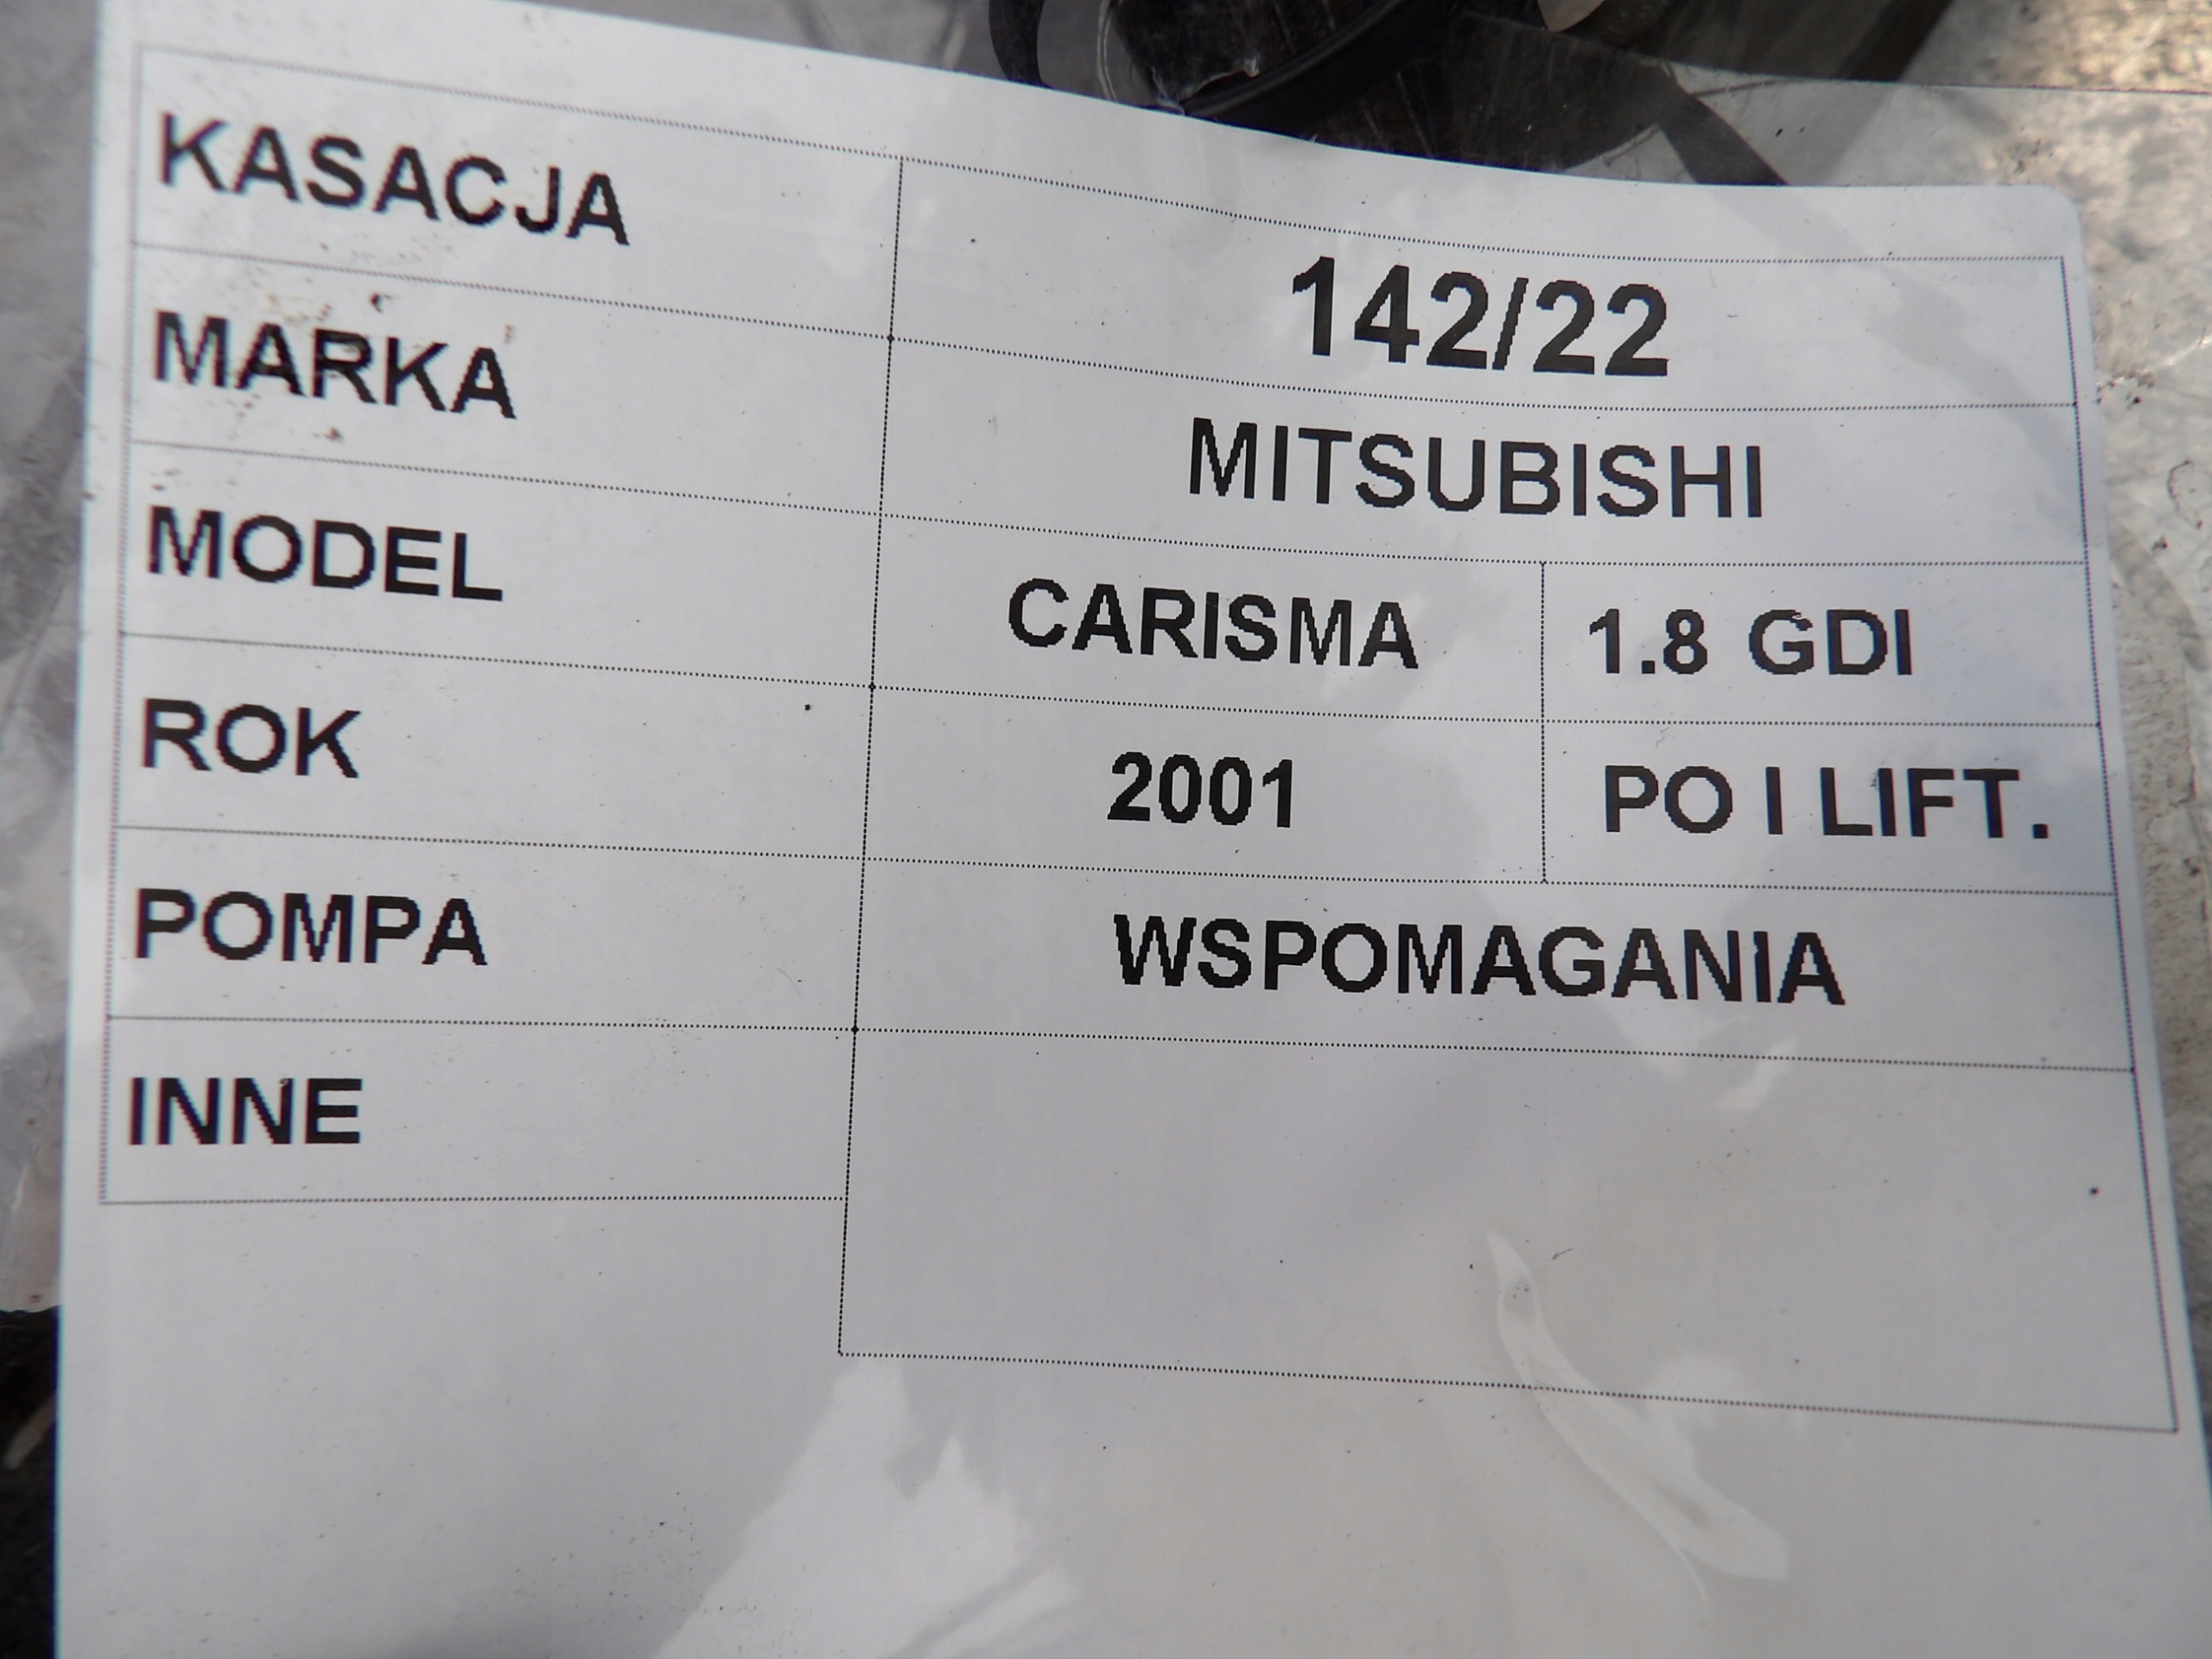 KASACJA 142/22
MARKA MITSUBISHI
MODEL CARISMA 1.8 GDI
ROK 2001 PO I LIFT.
POMPA WSPOMAGANIA
INNE